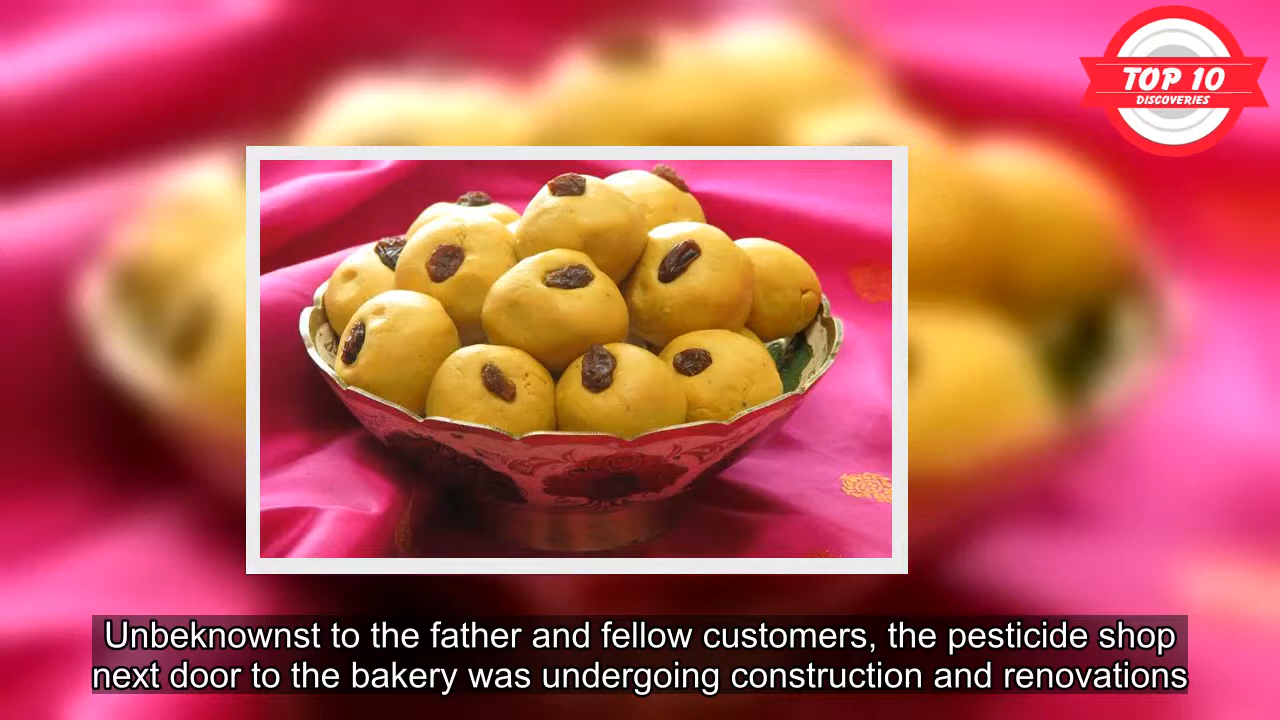 TOP 10
DISCOVERIES
Unbeknownst to the father and fellow customers, the pesticide shop
next door to the bakery was undergoing construction and renovations